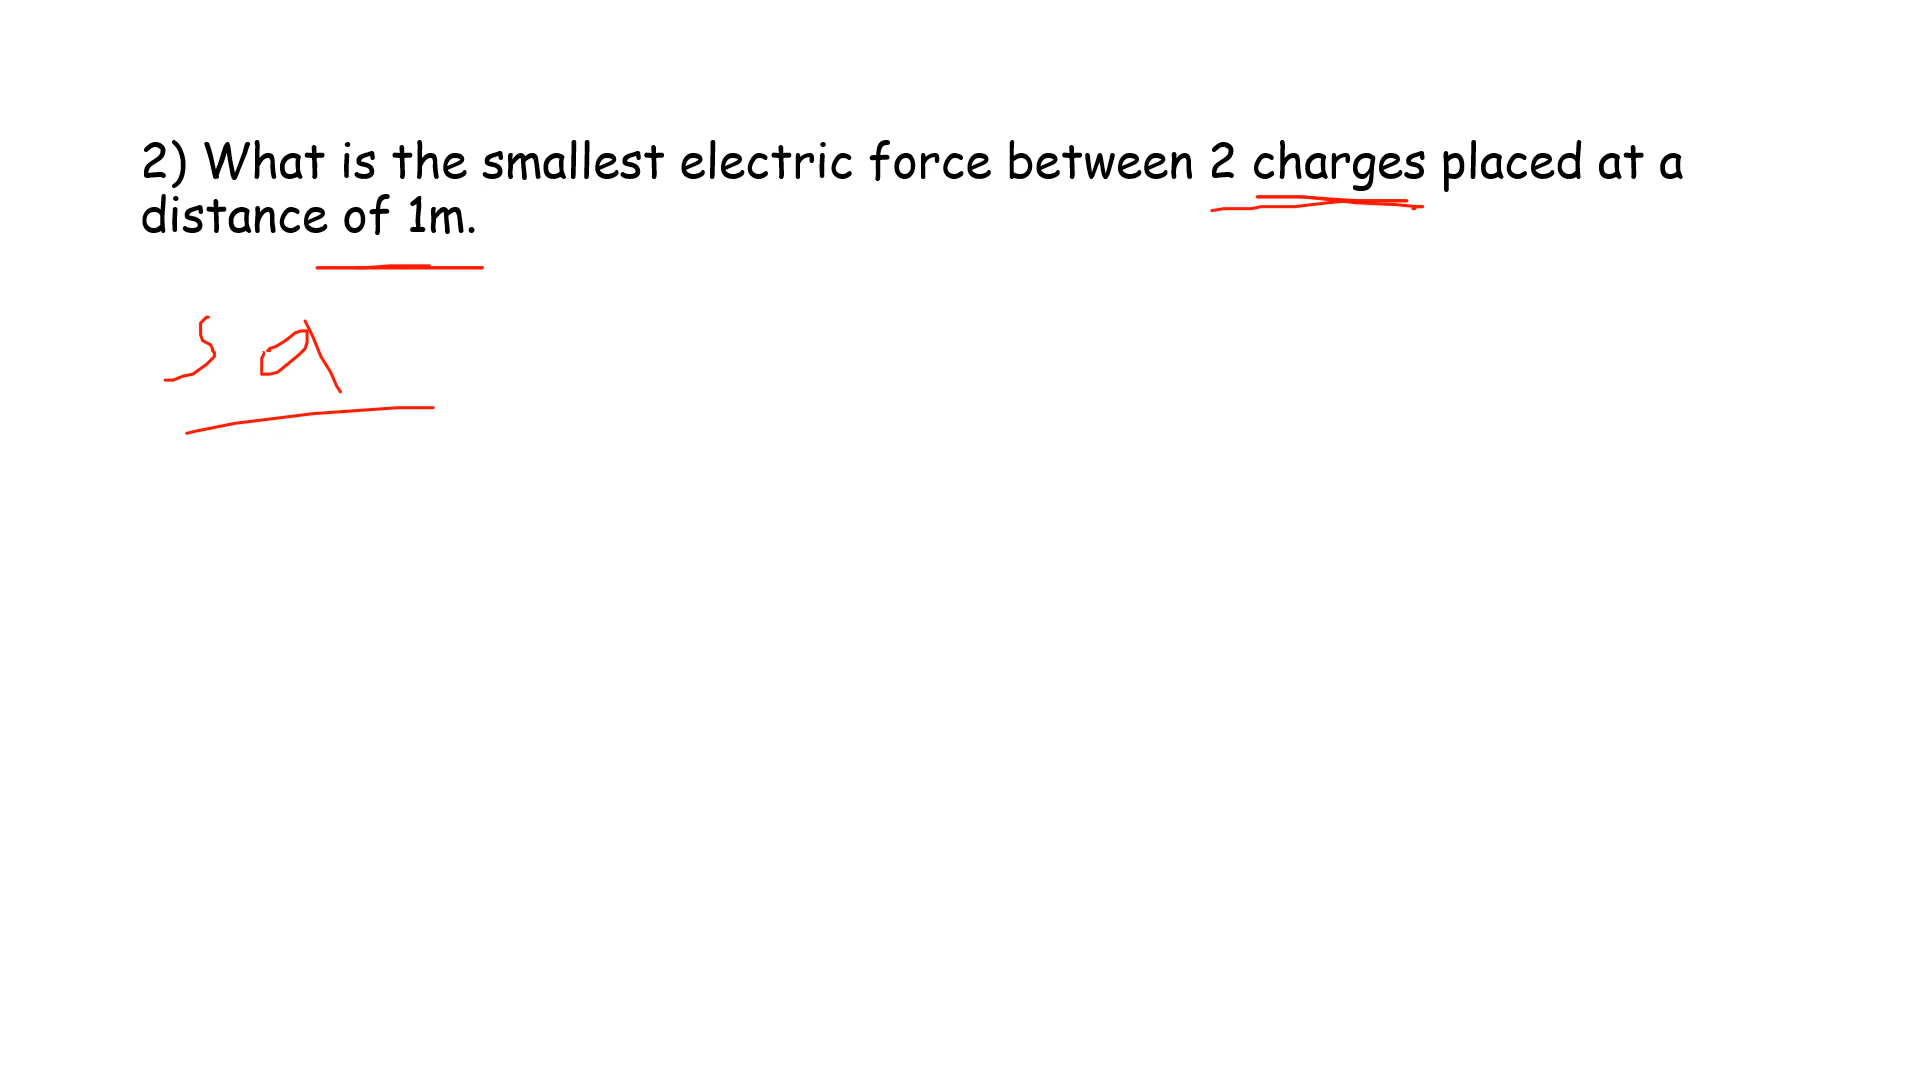 2) What is the smallest electric force between 2 charges placed at a
distance of 1m.